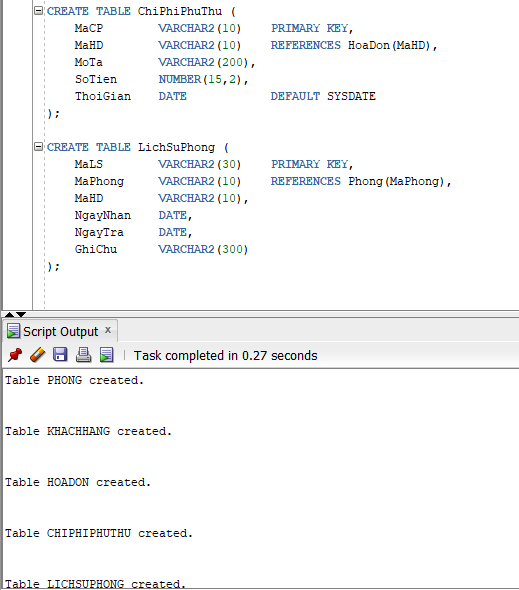 CREATE TABLE ChiPhiPhuThu (
MaCP VARCHAR2(10) PRIMARY KEY,
MaHD VARCHAR2(10) REFERENCES HoaDon(MaHD),
MoTa VARCHAR2(200),
SoTien NUMBER(15,2),
ThoiGian DATE DEFAULT SYSDATE
);
CREATE TABLE LichSuPhong (
MaLS VARCHAR2(30) PRIMARY KEY,
MaPhong VARCHAR2(10) REFERENCES Phong(MaPhong),
MaHD VARCHAR2(10),
NgayNhan DATE,
NgayTra DATE,
GhiChu VARCHAR2(300)
);
Script Output x
Task completed in 0.27 seconds
Table PHONG created.
Table KHACHHANG created.
Table HOADON created.
Table CHIPHIPHUTHU created.
Table LICHSUPHONG created.